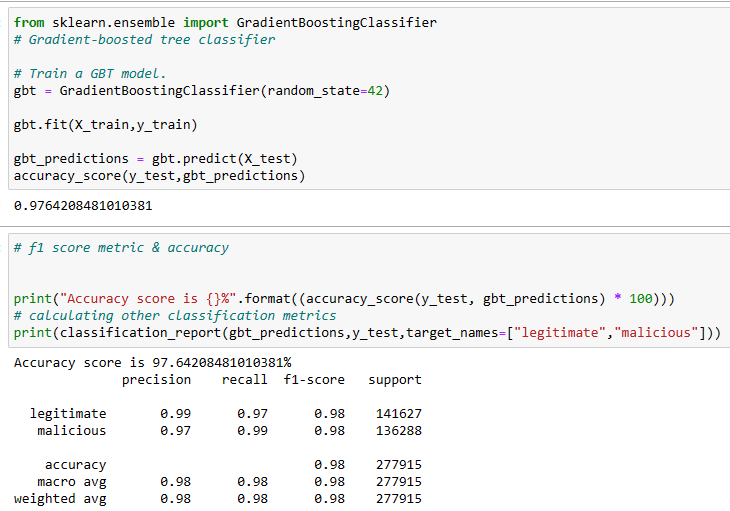 from sklearn.ensemble import GradientBoostingClassifier
# Gradient-boosted tree classifier
# Train a GBT model.
gbt = GradientBoostingClassifier(random_state=42)
gbt.fit(X_train,y_train)
gbt_predictions = gbt.predict(X_test)
accuracy_score(y_test,gbt_predictions)
0.9764208481010381
# f1 score metric & accuracy
print("Accuracy score is {}%".format((accuracy_score(y_test, gbt_predictions) * 100)))
# calculating other classification metrics
print(classification_report(gbt_predictions,y_test,target_names=["legitimate","malicious"]))
Accuracy score is 97.64208481010381%
precision recall f1-score support
legitimate 0.99 0.97 0.98 141627
malicious 0.97 0.99 0.98 136288
accuracy 0.98 277915
macro avg 0.98 0.98 0.98 277915
weighted avg 0.98 0.98 0.98 277915